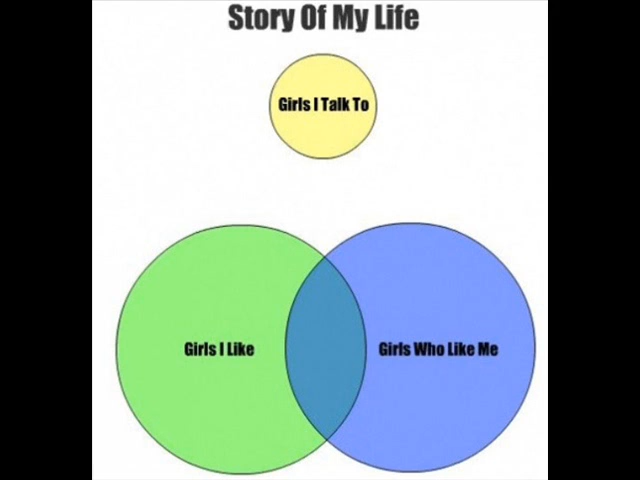 Story Of My Life
Girls I Talk To
Girls I Like
Girls Who Like Me